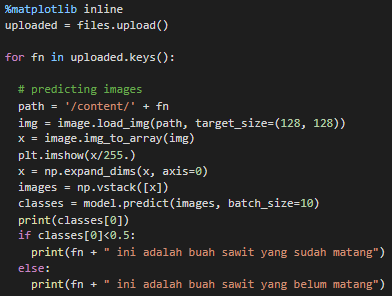 %matplotlib inline
uploaded = files.upload()

for fn in uploaded.keys():

  # predicting images
  path = '/content/' + fn
  img = image.load_img(path, target_size=(128, 128))
  x = image.img_to_array(img)
  plt.imshow(x/255.)
  x = np.expand_dims(x, axis=0)
  images = np.vstack([x])
  classes = model.predict(images, batch_size=10)
  print(classes[0])
  if classes[0]<0.5:
    print(fn + " ini adalah buah sawit yang sudah matang")
  else:
    print(fn + " ini adalah buah sawit yang belum matang")